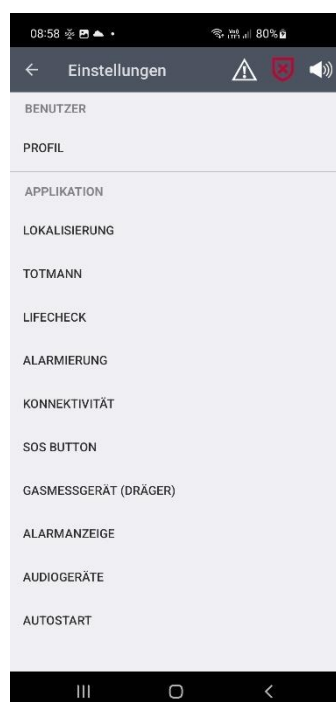 08:58
80%
Einstellungen
BENUTZER
PROFIL
APPLIKATION
LOKALISIERUNG
TOTMANN
LIFECHECK
ALARMIERUNG
KONNEKTIVITÄT
SOS BUTTON
GASMESSGERÄT (DRÄGER)
ALARMANZEIGE
AUDIOGERÄTE
AUTOSTART